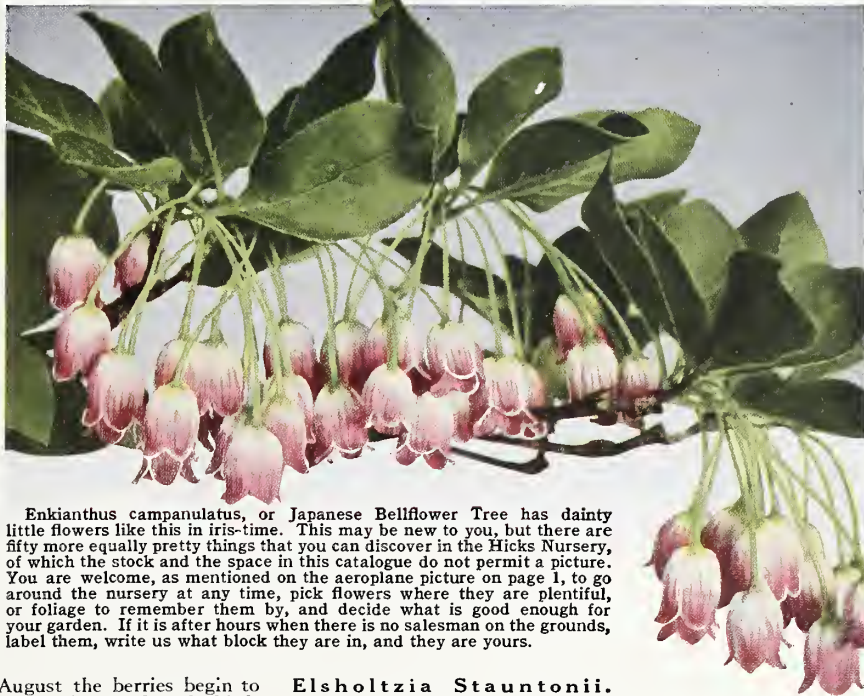 Enkianthus campanulatus, or Japanese Bellflower Tree has dainty
little flowers like this in iris-time. This may be new to you, but there are
fifty more equally pretty things that you can discover in the Hicks Nursery,
of which the stock and the space in this catalogue do not permit a picture.
You are welcome, as mentioned on the aeroplane picture on page 1, to go
around the nursery at any time, pick flowers where they are plentiful,
or foliage to remember them by, and decide what is good enough for
your garden. If it is after hours when there is no salesman on the grounds,
label them, write us what block they are in, and they are yours.
August the berries begin to
Elsholtzia Stauntonii.